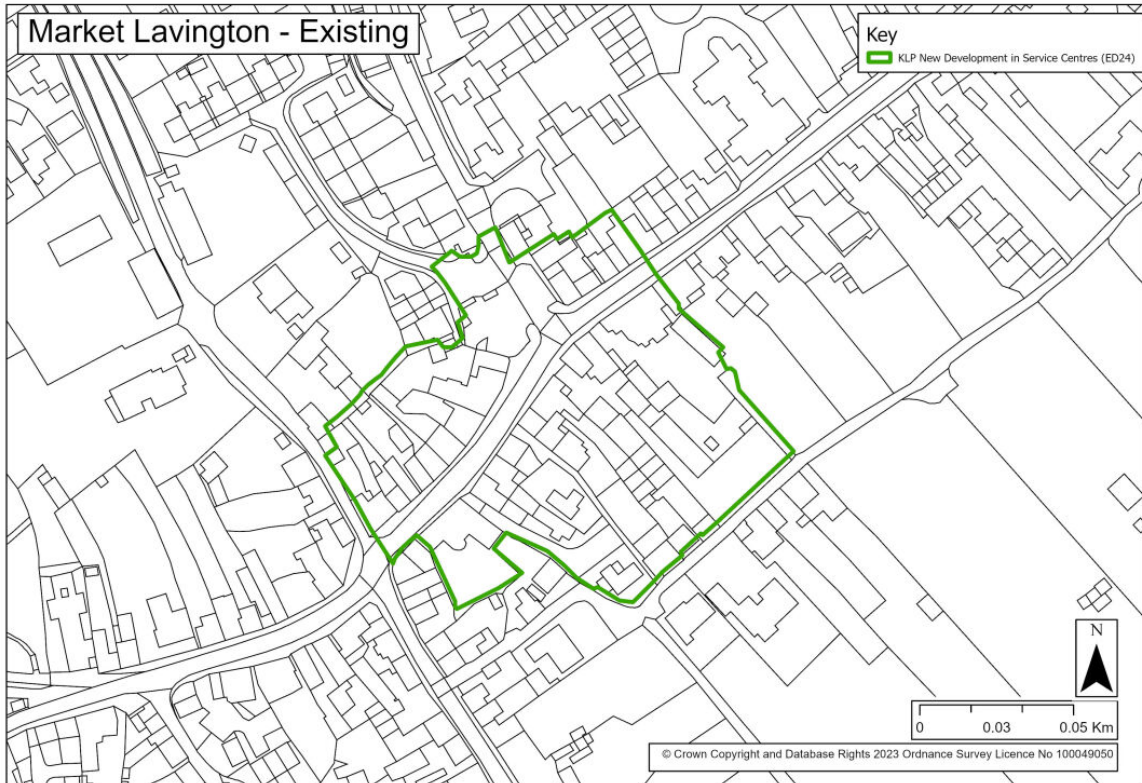 Market Lavington - Existing
Key
KLP New Development in Service Centres (ED24)
N
0 0.03 0.05 Km
© Crown Copyright and Database Rights 2023 Ordnance Survey Licence No 100049050